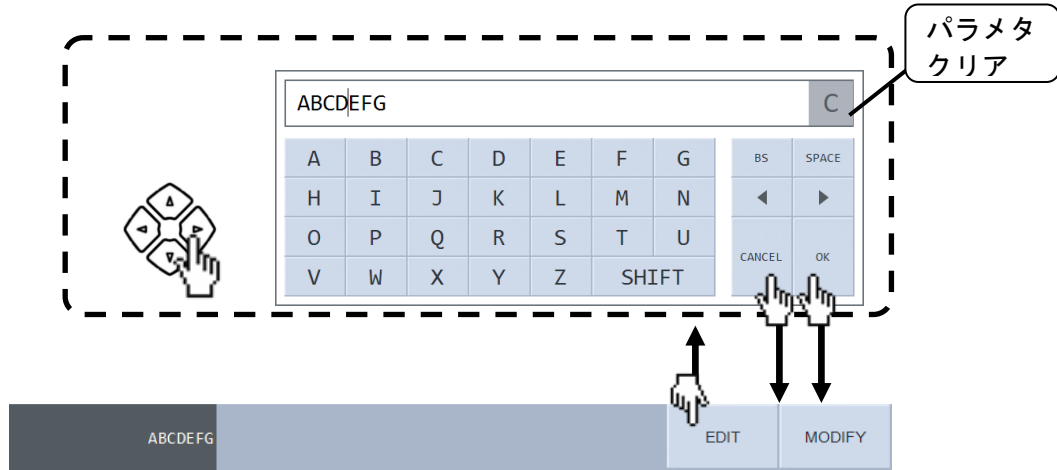 パラメタ
クリア
ABCDEFG C
A B C D E F G BS SPACE
H I J K L M N
O P Q R S T U
CANCEL OK
V W X Y Z SHIFT
ABCDEFG EDIT MODIFY